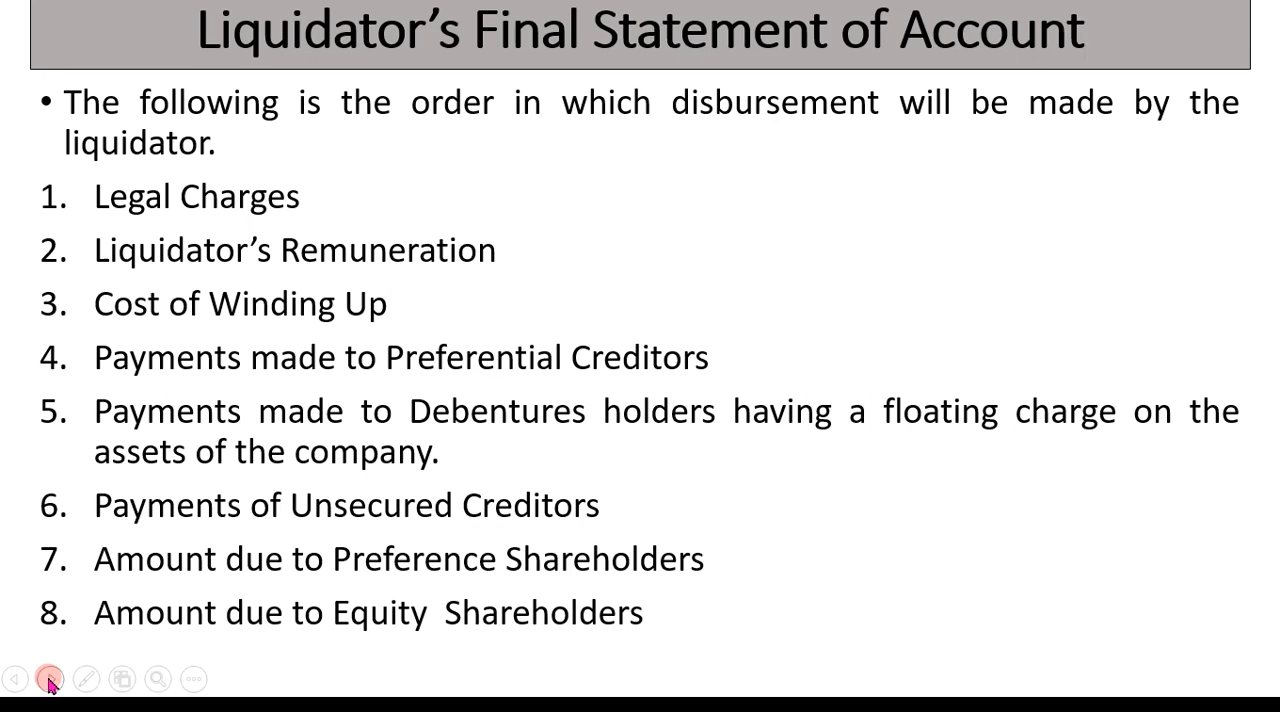 Liquidator’s Final Statement of Account
• The following is the order in which disbursement will be made by the
liquidator.
1. Legal Charges
2. Liquidator’s Remuneration
3. Cost of Winding Up
4. Payments made to Preferential Creditors
5. Payments made to Debentures holders having a floating charge on the
assets of the company.
6. Payments of Unsecured Creditors
7. Amount due to Preference Shareholders
8. Amount due to Equity  Shareholders